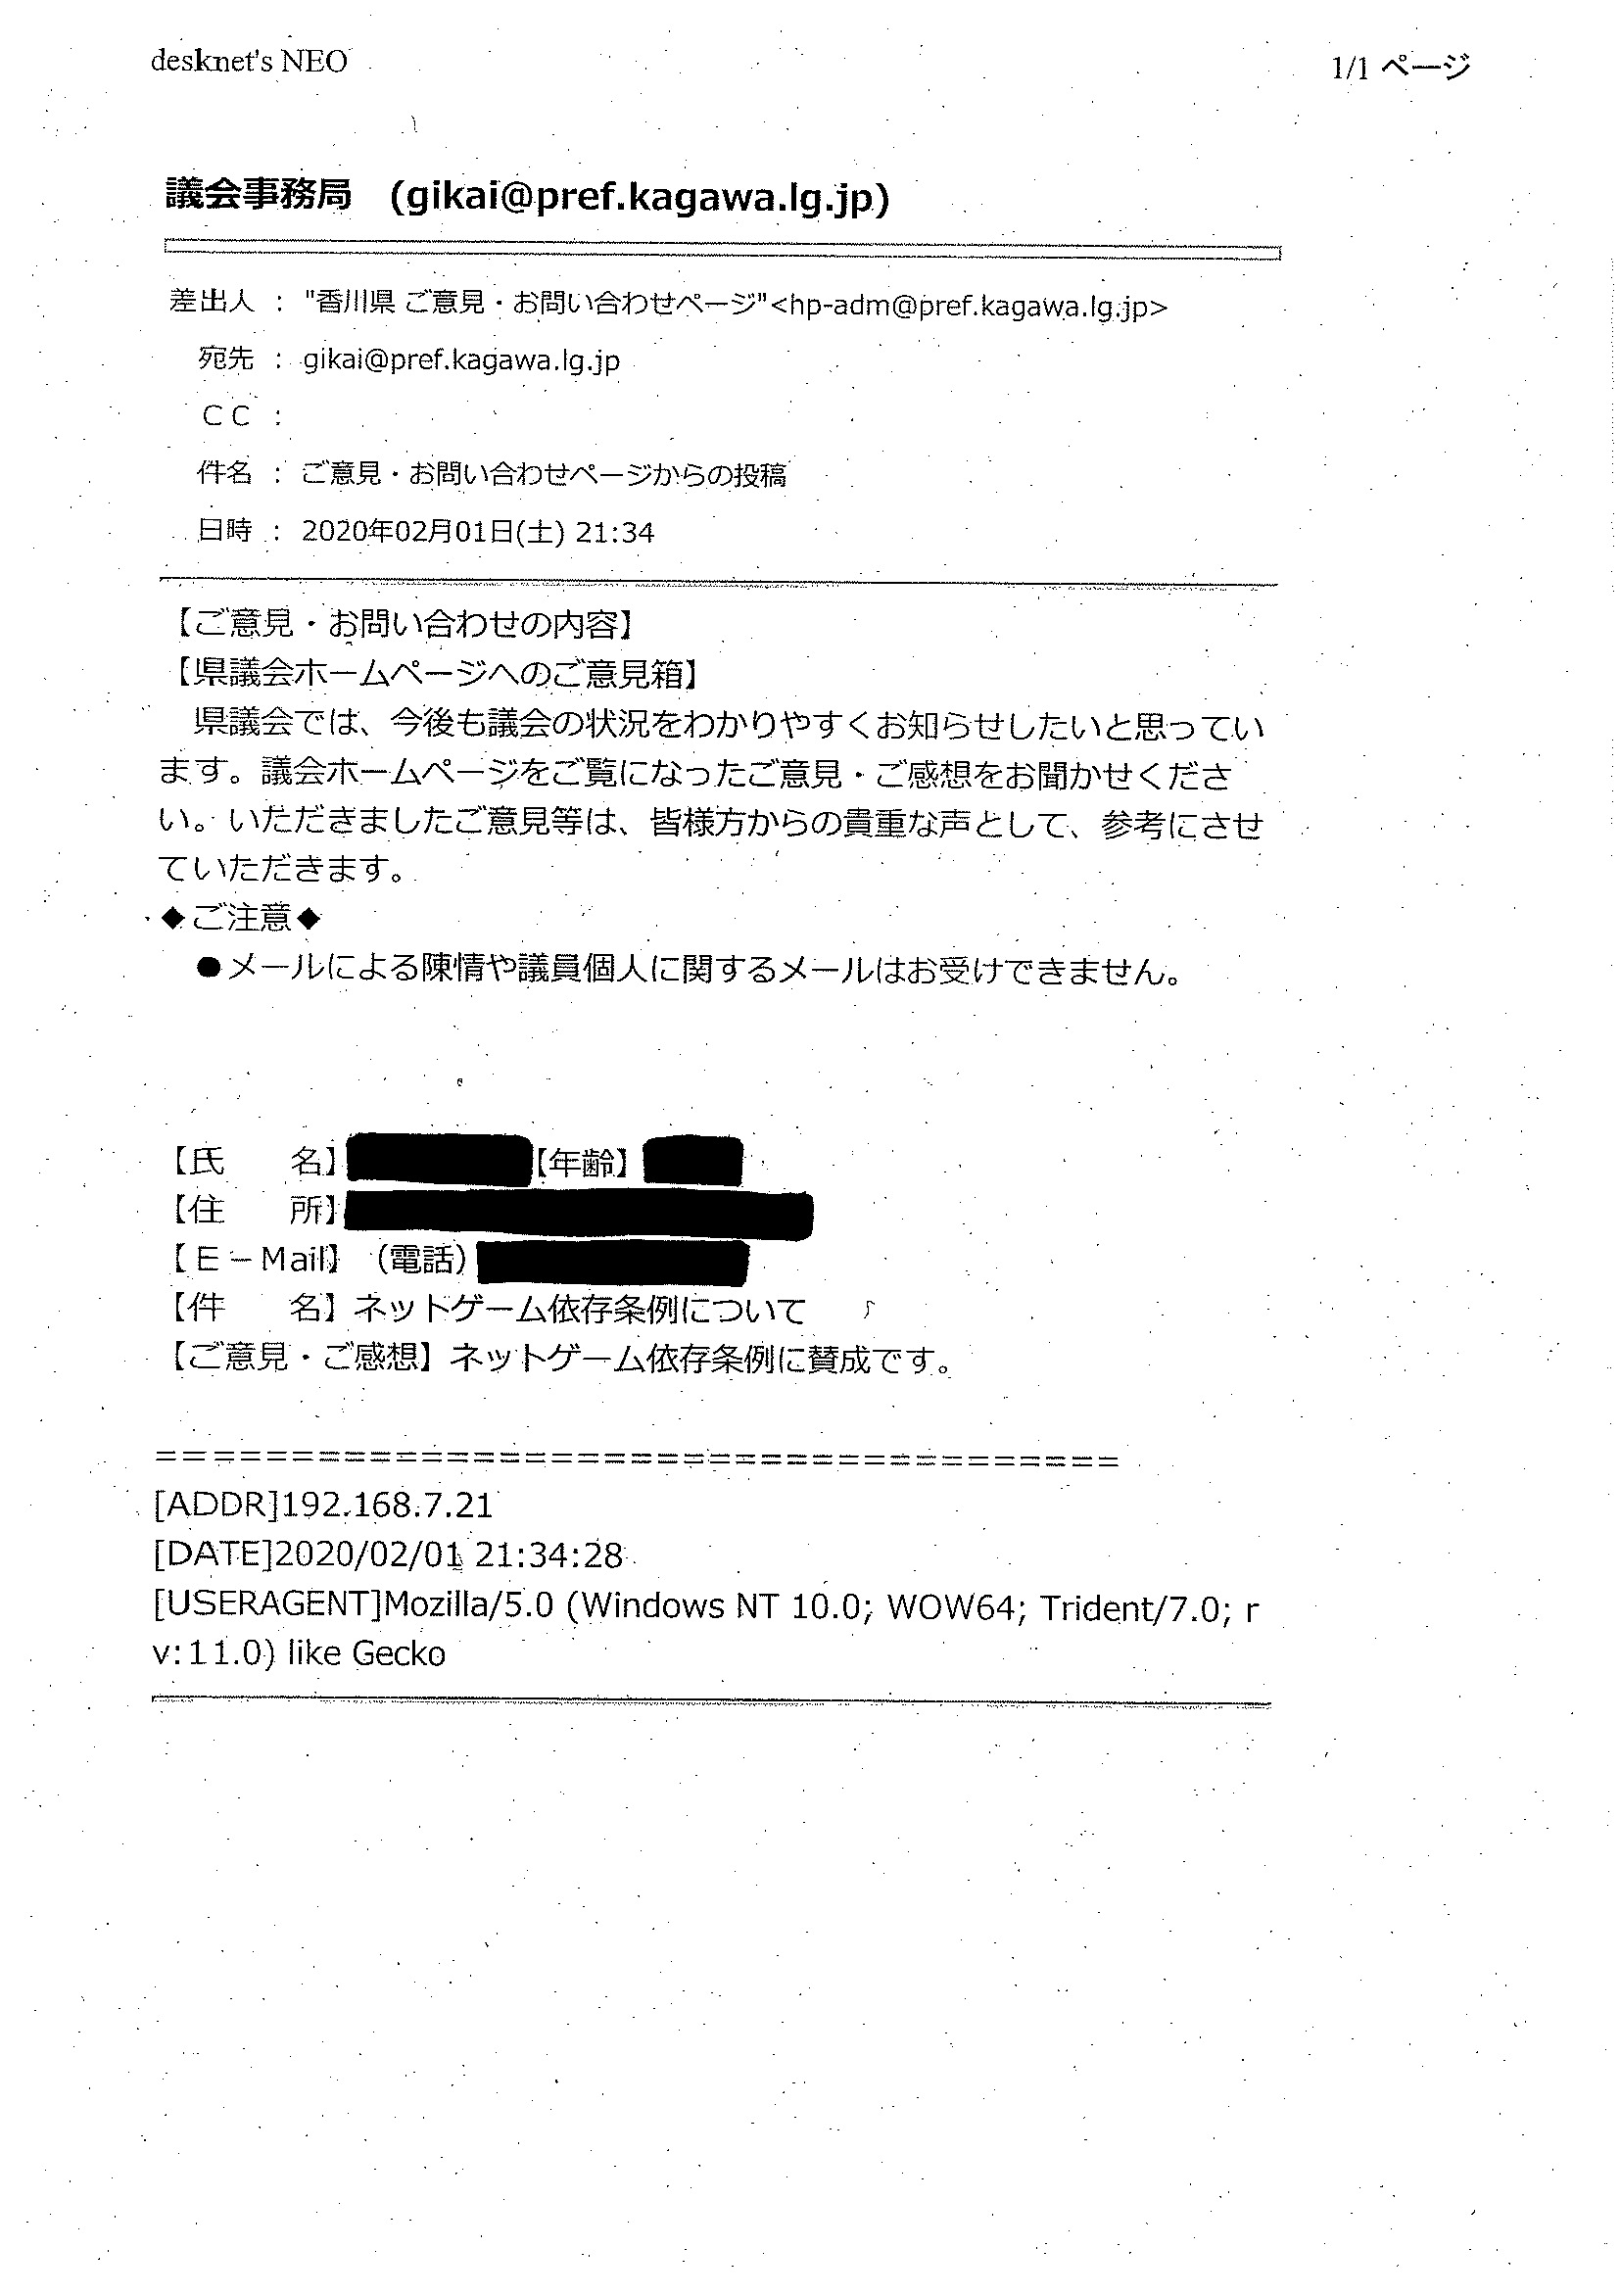 desknet's NEO
1/1 ページ
議会事務局 (gikai@pref.kagawa.lg.jp)
差出人 : "香川県 ご意見・お問い合わせページ"<hp-adm@pref.kagawa.lg.jp>
宛先 : gikai@pref.kagawa.lg.jp
ＣＣ :
件名 : ご意見・お問い合わせページからの投稿
日時 : 2020年02月01日(土) 21:34
【ご意見・お問い合わせの内容】
【県議会ホームページへのご意見箱】
　県議会では、今後も議会の状況をわかりやすくお知らせしたいと思ってい
ます。議会ホームページをご覧になったご意見・ご感想をお聞かせくださ
い。いただきましたご意見等は、皆様方からの貴重な声として、参考にさせ
ていただきます。
◆ご注意◆
　●メールによる陳情や議員個人に関するメールはお受けできません。
【氏　　名】【年齢】
【住　　所】
【Ｅ－Mail】（電話）
【件　　名】ネットゲーム依存条例について
【ご意見・ご感想】ネットゲーム依存条例に賛成です。
=====================================
[ADDR]192.168.7.21
[DATE]2020/02/01 21:34:28
[USERAGENT]Mozilla/5.0 (Windows NT 10.0; WOW64; Trident/7.0; r
v:11.0) like Gecko